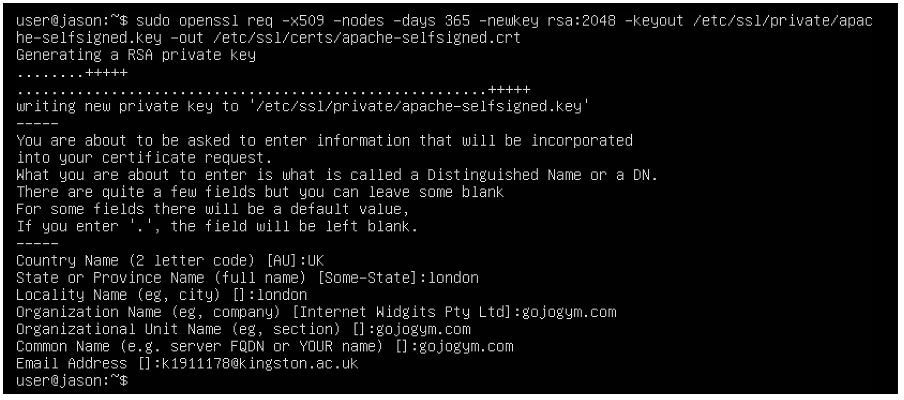 user@jason:~$ sudo openssl req -x509 -nodes -days 365 -newkey rsa:2048 -keyout /etc/ssl/private/apac
he-selfsigned.key -out /etc/ssl/certs/apache-selfsigned.crt
Generating a RSA private key
........+++++
.......................................................+++++
writing new private key to '/etc/ssl/private/apache-selfsigned.key'
-----
You are about to be asked to enter information that will be incorporated
into your certificate request.
What you are about to enter is what is called a Distinguished Name or a DN.
There are quite a few fields but you can leave some blank
For some fields there will be a default value,
If you enter '.', the field will be left blank.
-----
Country Name (2 letter code) [AU]:UK
State or Province Name (full name) [Some-State]:london
Locality Name (eg, city) []:london
Organization Name (eg, company) [Internet Widgits Pty Ltd]:gojogym.com
Organizational Unit Name (eg, section) []:gojogym.com
Common Name (e.g. server FQDN or YOUR name) []:gojogym.com
Email Address []:k1911178@kingston.ac.uk
user@jason:~$